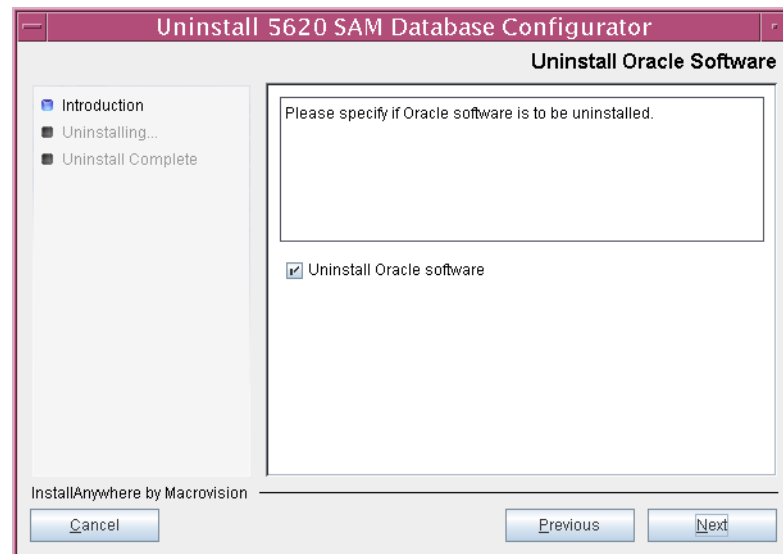 Uninstall 5620 SAM Database Configurator
Uninstall Oracle Software
Introduction
Uninstalling...
Uninstall Complete
Please specify if Oracle software is to be uninstalled.
Uninstall Oracle software
InstallAnywhere by Macrovision
Cancel
Previous
Next